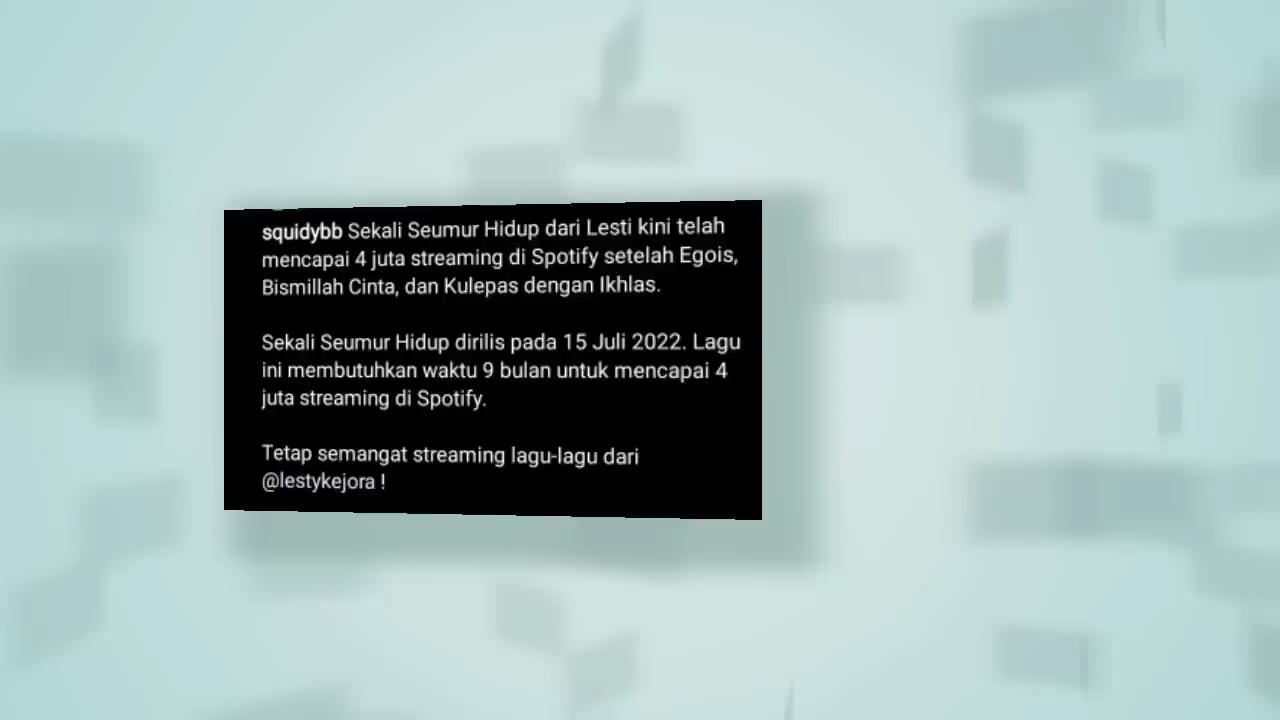 squidybb Sekali Seumur Hidup dari Lesti kini telah
mencapai 4 juta streaming di Spotify setelah Egois,
Bismillah Cinta, dan Kulepas dengan Ikhlas.
Sekali Seumur Hidup dirilis pada 15 Juli 2022. Lagu
ini membutuhkan waktu 9 bulan untuk mencapai 4
juta streaming di Spotify.
Tetap semangat streaming lagu-lagu dari
@lestykejora !